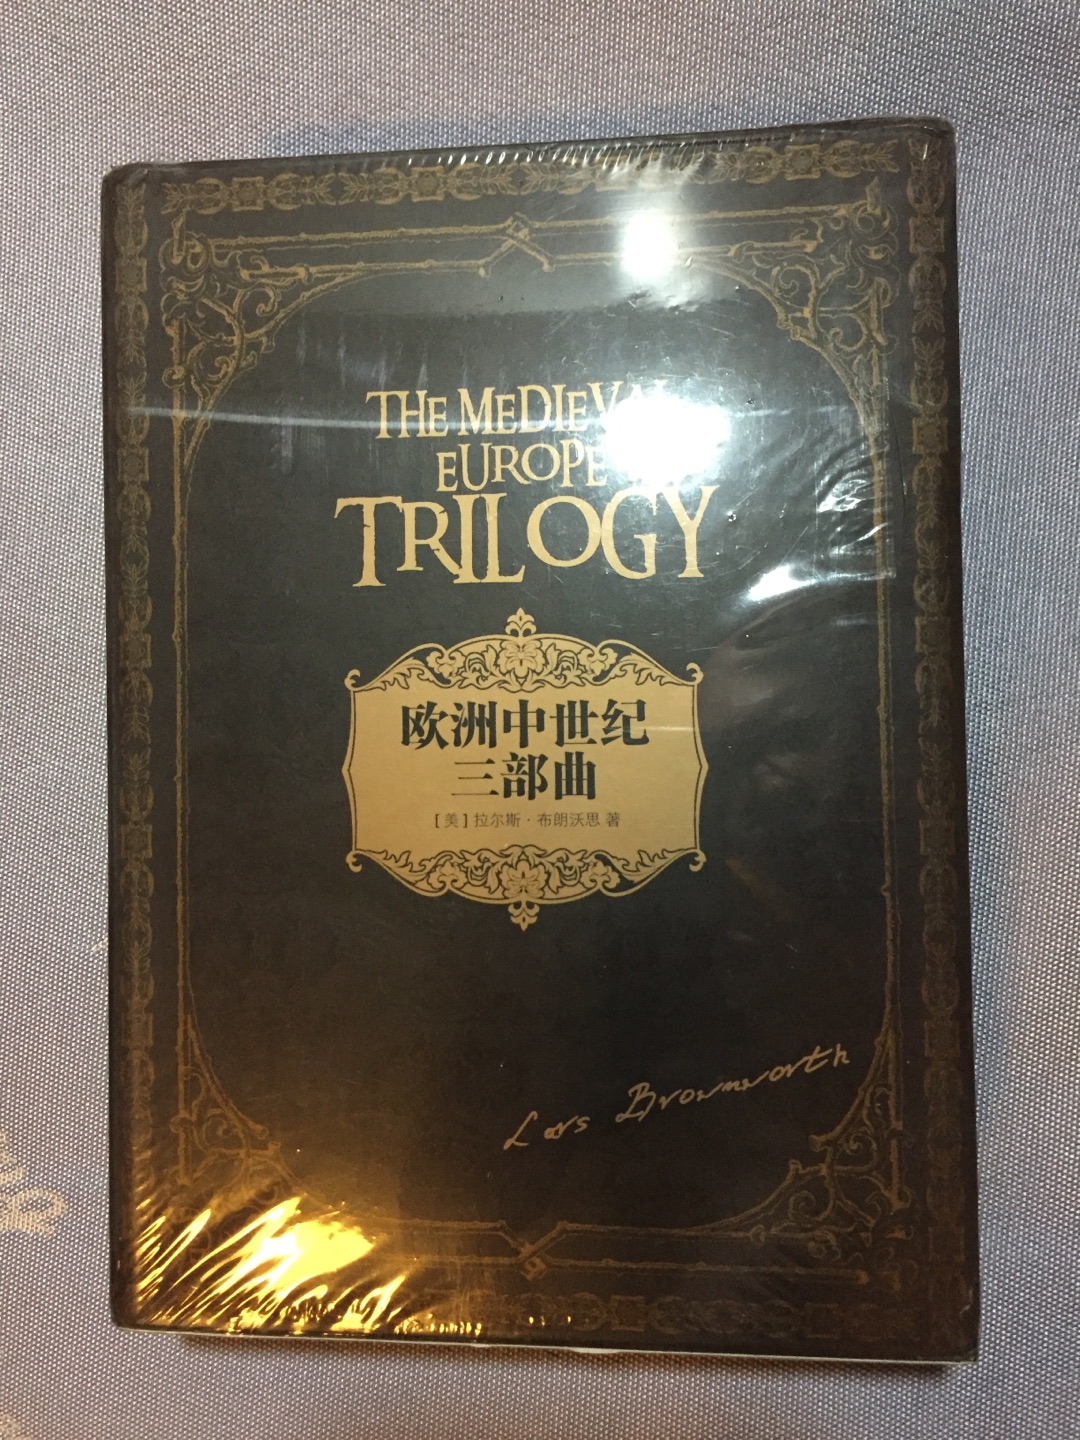 THE MEDIEVAL
EUROPE
TRILOGY
欧洲中世纪
三部曲
[美]拉尔斯·布朗沃思 著
Lars Brownworth